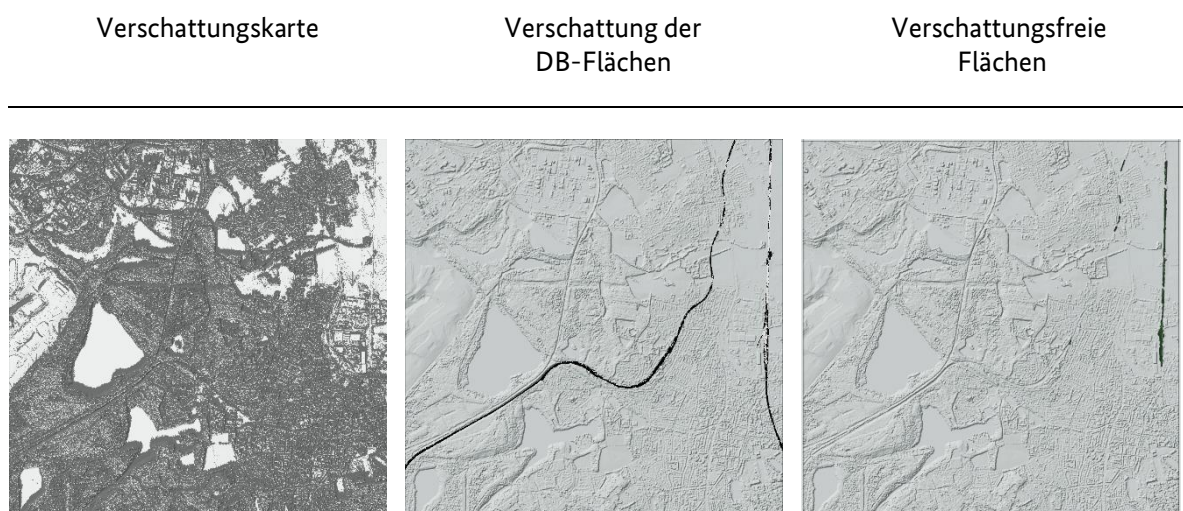 Verschattungskarte
Verschattung der
DB-Flächen
Verschattungsfreie
Flächen